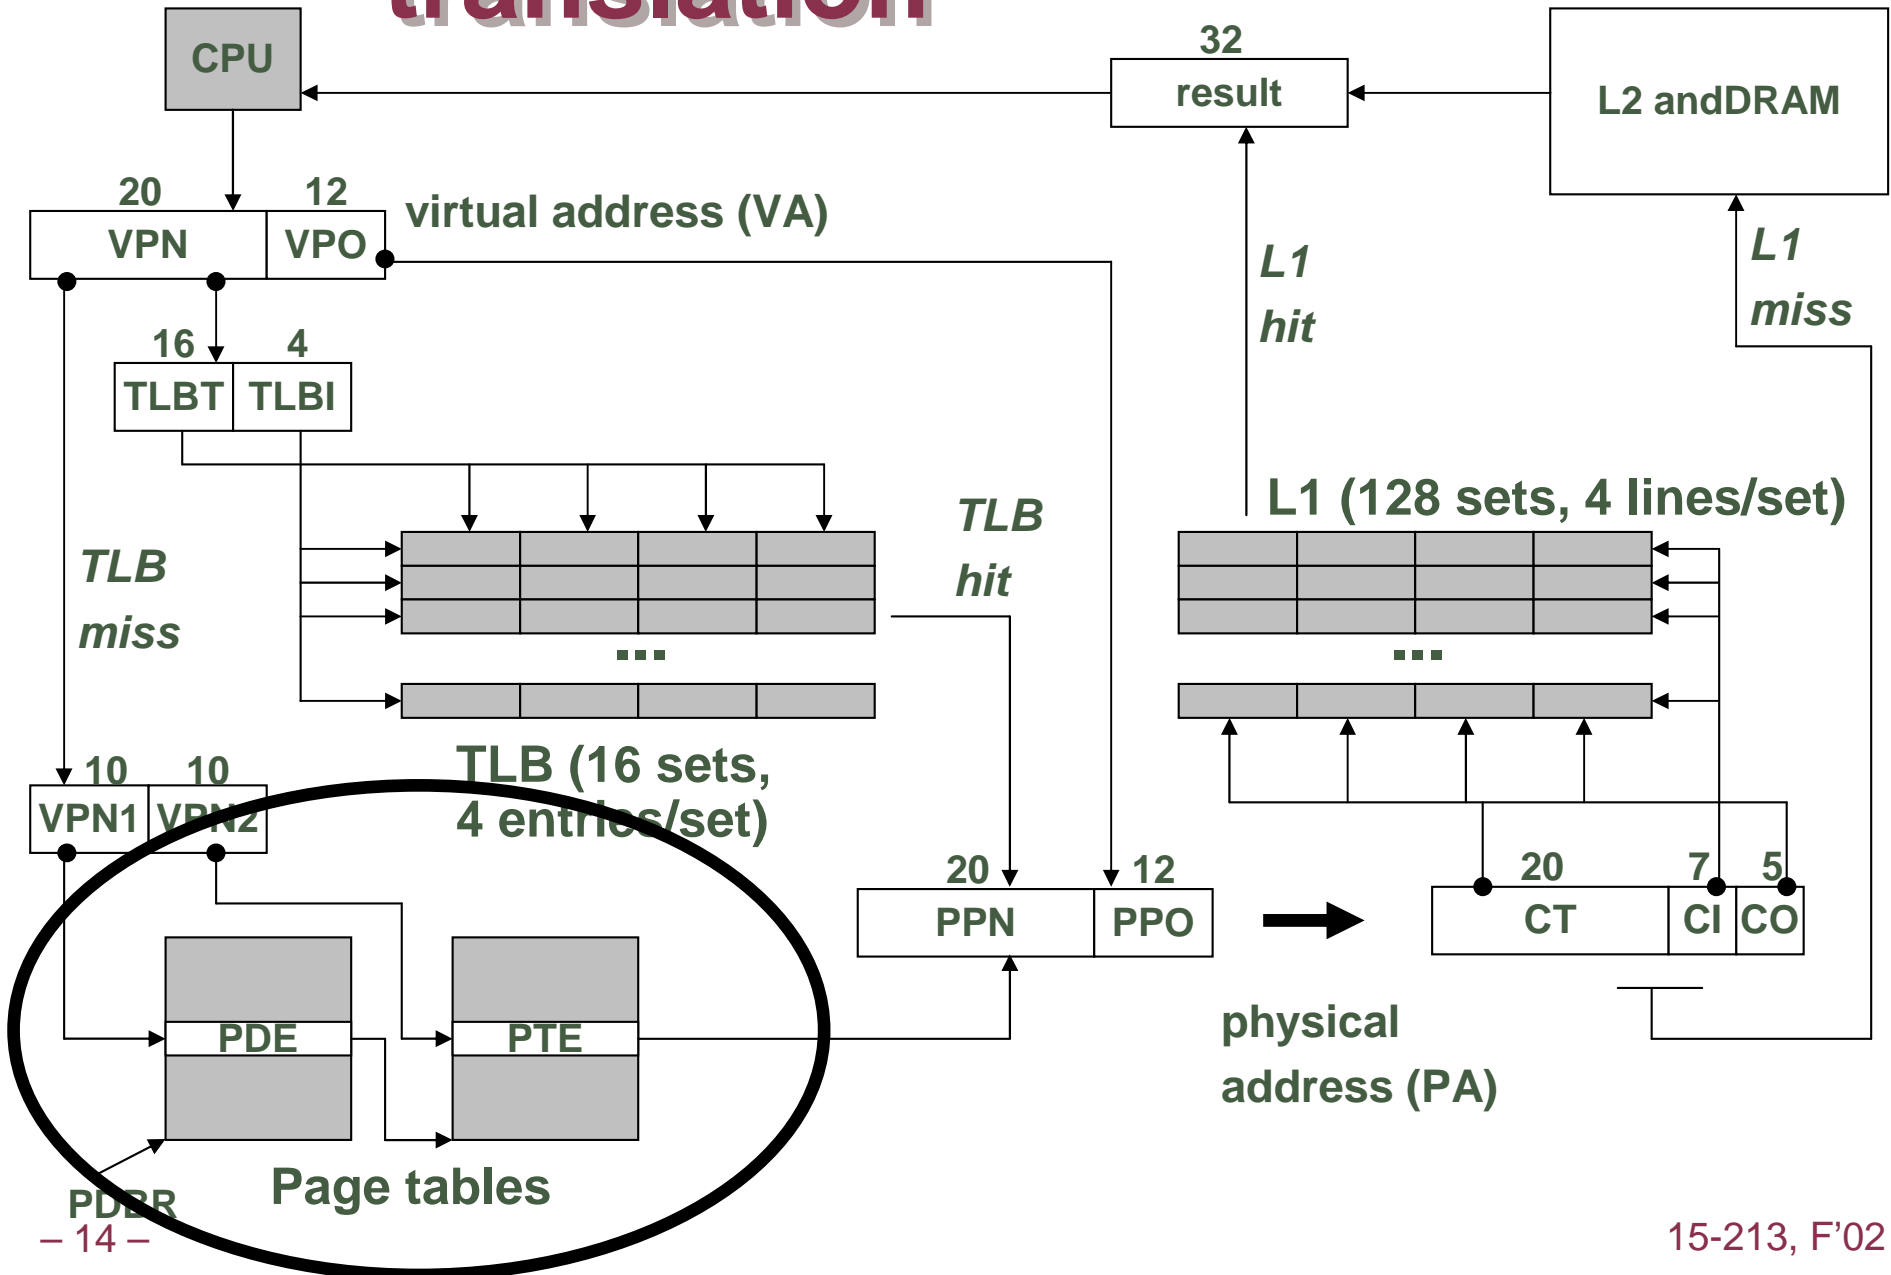 translation
CPU
32
result
L2 andDRAM
20
12
VPN
VPO
virtual address (VA)
L1
hit
L1
miss
16
4
TLBT
TLBI
TLB
miss
TLB
hit
L1 (128 sets, 4 lines/set)
...
...
TLB (16 sets,
4 entries/set)
10
10
VPN1
VPN2
20
12
PPN
PPO
20
7
5
CT
CI
CO
PDE
PTE
physical
address (PA)
Page tables
PDBR
– 14 –
15-213, F’02